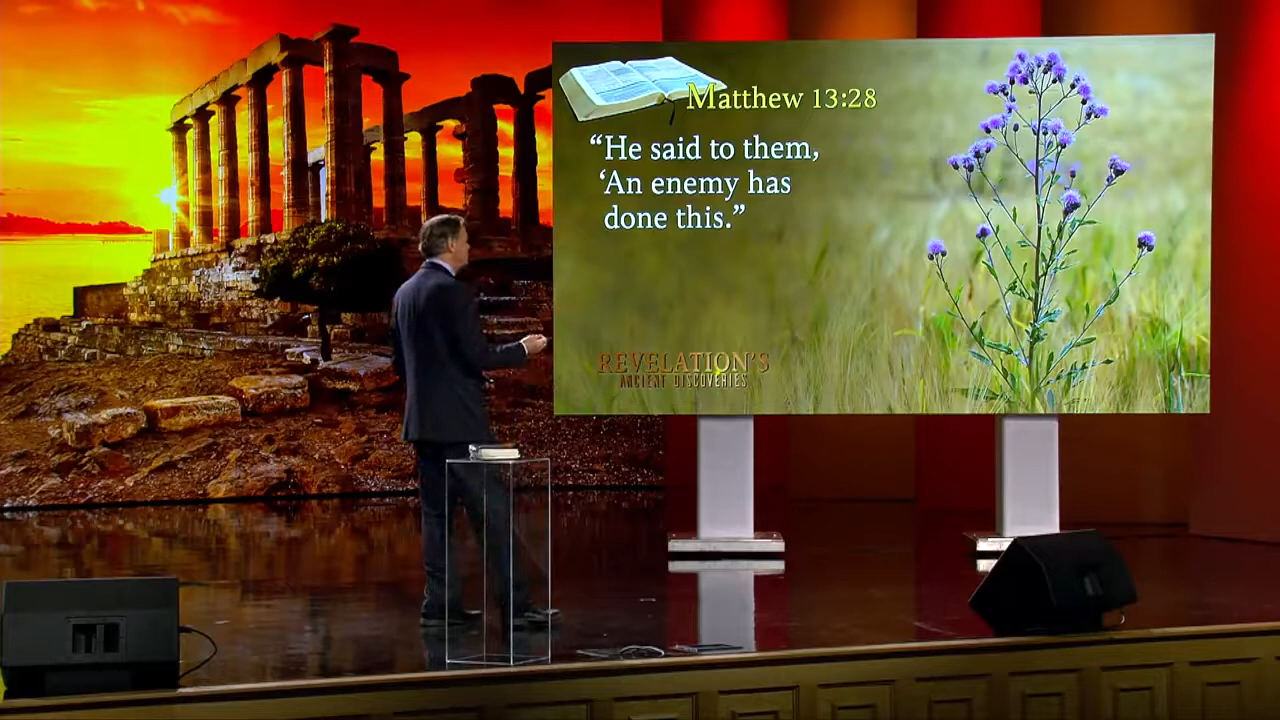 Matthew 13:28
“He said to them,
‘An enemy has
done this.”
REVELATION'S
ANCIENT DISCOVERIES